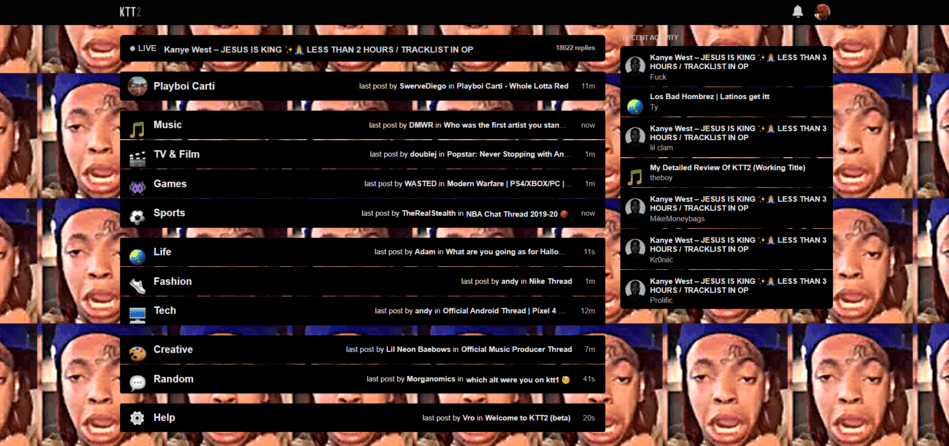 KTT2
LIVE Kanye West – JESUS IS KING ✨🙏 LESS THAN 2 HOURS / TRACKLIST IN OP 18022 replies
Playboi Carti last post by SwerveDiego in Playboi Carti - Whole Lotta Red 11m
Music last post by DMWR in Who was the first artist you stan... now
TV & Film last post by doublej in Popstar: Never Stopping with An... 1m
Games last post by WASTED in Modern Warfare | PS4/XBOX/PC |... 1m
Sports last post by TheRealStealth in NBA Chat Thread 2019-20 🏀 now
Life last post by Adam in What are you going as for Hallo... 11s
Fashion last post by andy in Nike Thread 1m
Tech last post by andy in Official Android Thread | Pixel 4 ... 12m
Creative last post by Lil Neon Baebows in Official Music Producer Thread 7m
Random last post by Morganomics in which alt were you on ktt1 41s
Help last post by Vro in Welcome to KTT2 (beta) 20s
RECENT ACTIVITY
Kanye West – JESUS IS KING ✨🙏 LESS THAN 3
HOURS / TRACKLIST IN OP
Fuck
Los Bad Hombrez | Latinos get itt
Ty
Kanye West – JESUS IS KING ✨🙏 LESS THAN 3
HOURS / TRACKLIST IN OP
lil clam
My Detailed Review Of KTT2 (Working Title)
theboy
Kanye West – JESUS IS KING ✨🙏 LESS THAN 3
HOURS / TRACKLIST IN OP
MikeMoneybags
Kanye West – JESUS IS KING ✨🙏 LESS THAN 3
HOURS / TRACKLIST IN OP
Kr0niic
Kanye West – JESUS IS KING ✨🙏 LESS THAN 3
HOURS / TRACKLIST IN OP
Prolific